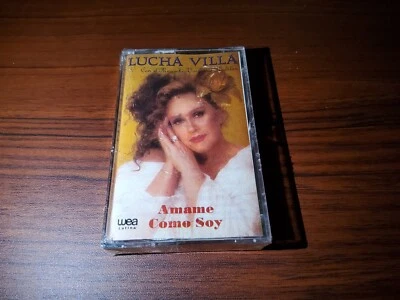 LUCHA VILLA
Amame
Como Soy
wea
latina